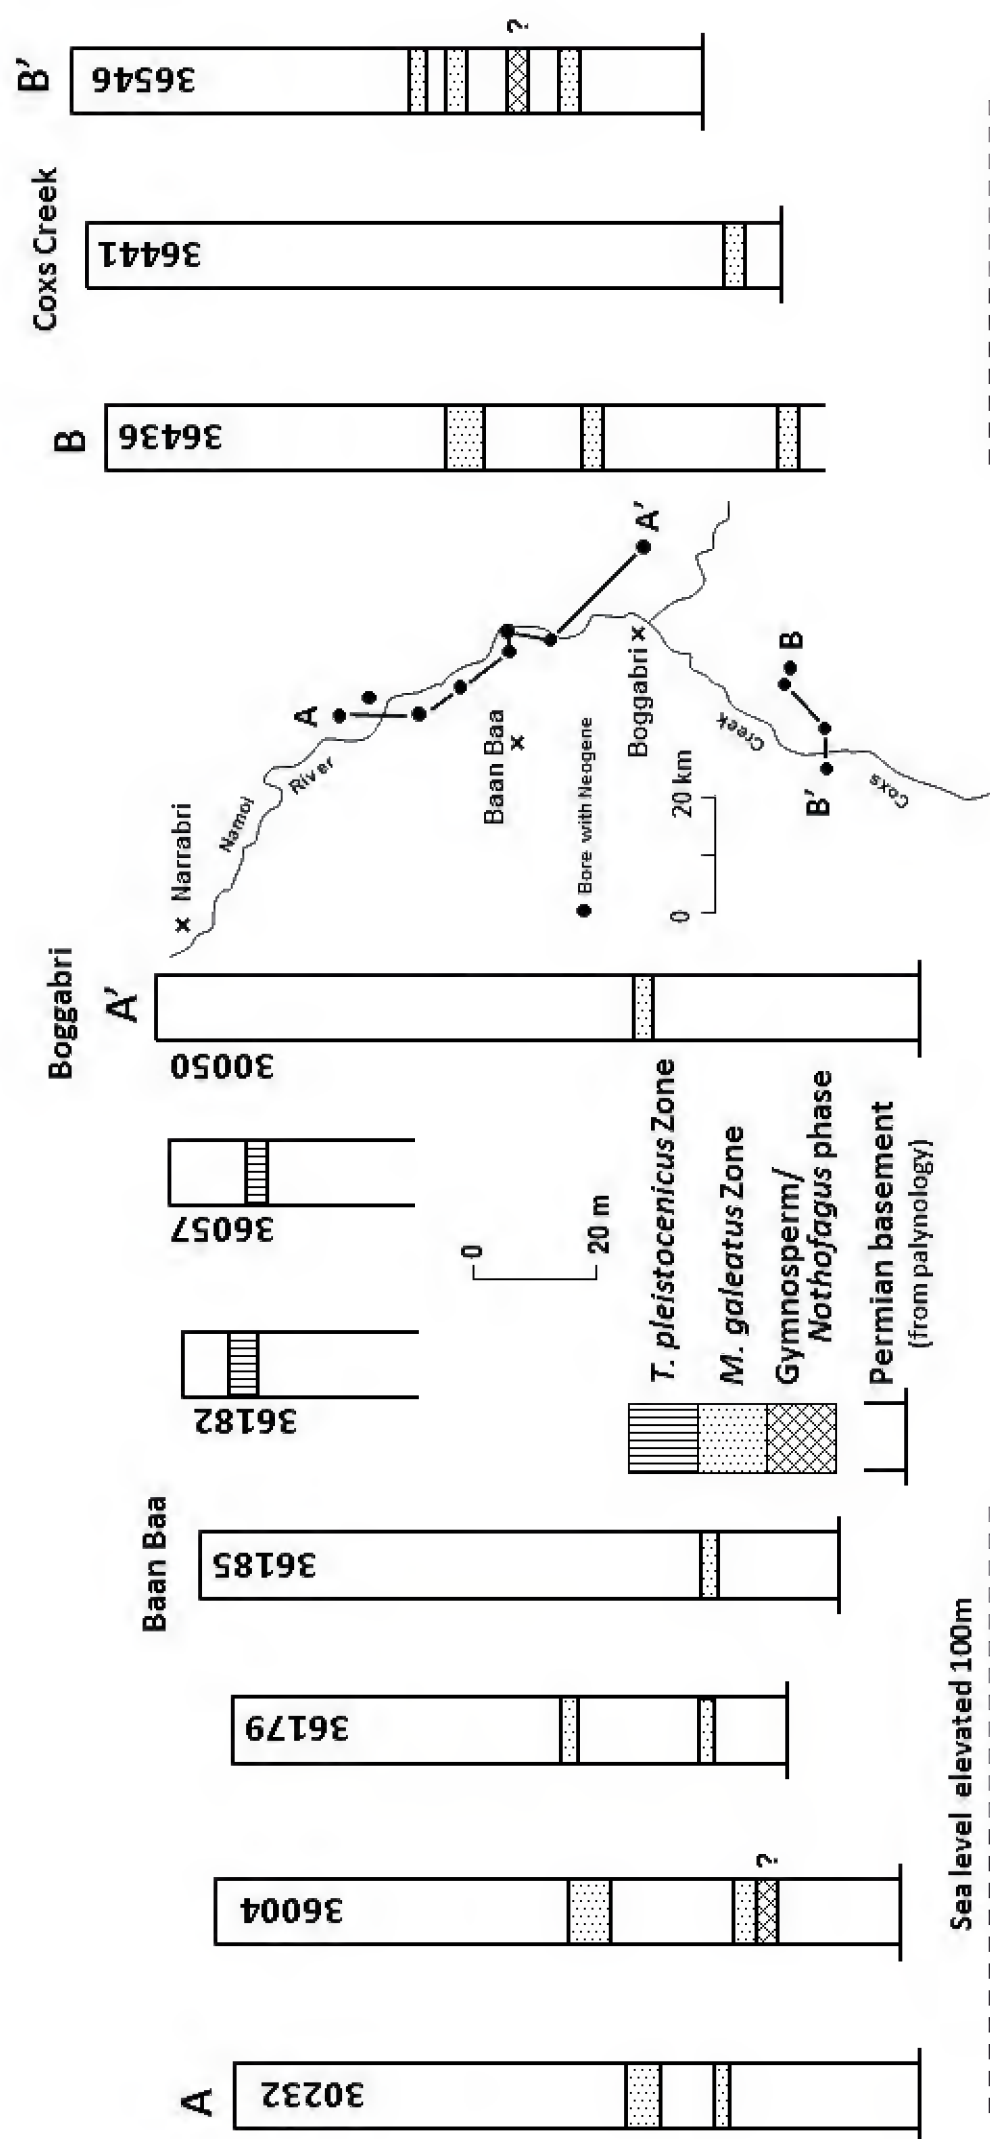 A
30232
36004
?
36179
Baan Baa
36185
36182
36057
Boggabri
A'
30050
B
36436
Coxs Creek
36441
B'
36546
?
Sea level elevated 100m
0
20 m
T. pleistocenicus Zone
M. galeatus Zone
Gymnosperm/
Nothofagus phase
Permian basement
(from palynology)
Narrabri
Namoi
River
A
Baan Baa
Boggabri
A'
Bore with Neogene
0
20 km
Creek
Coxs
B'
B